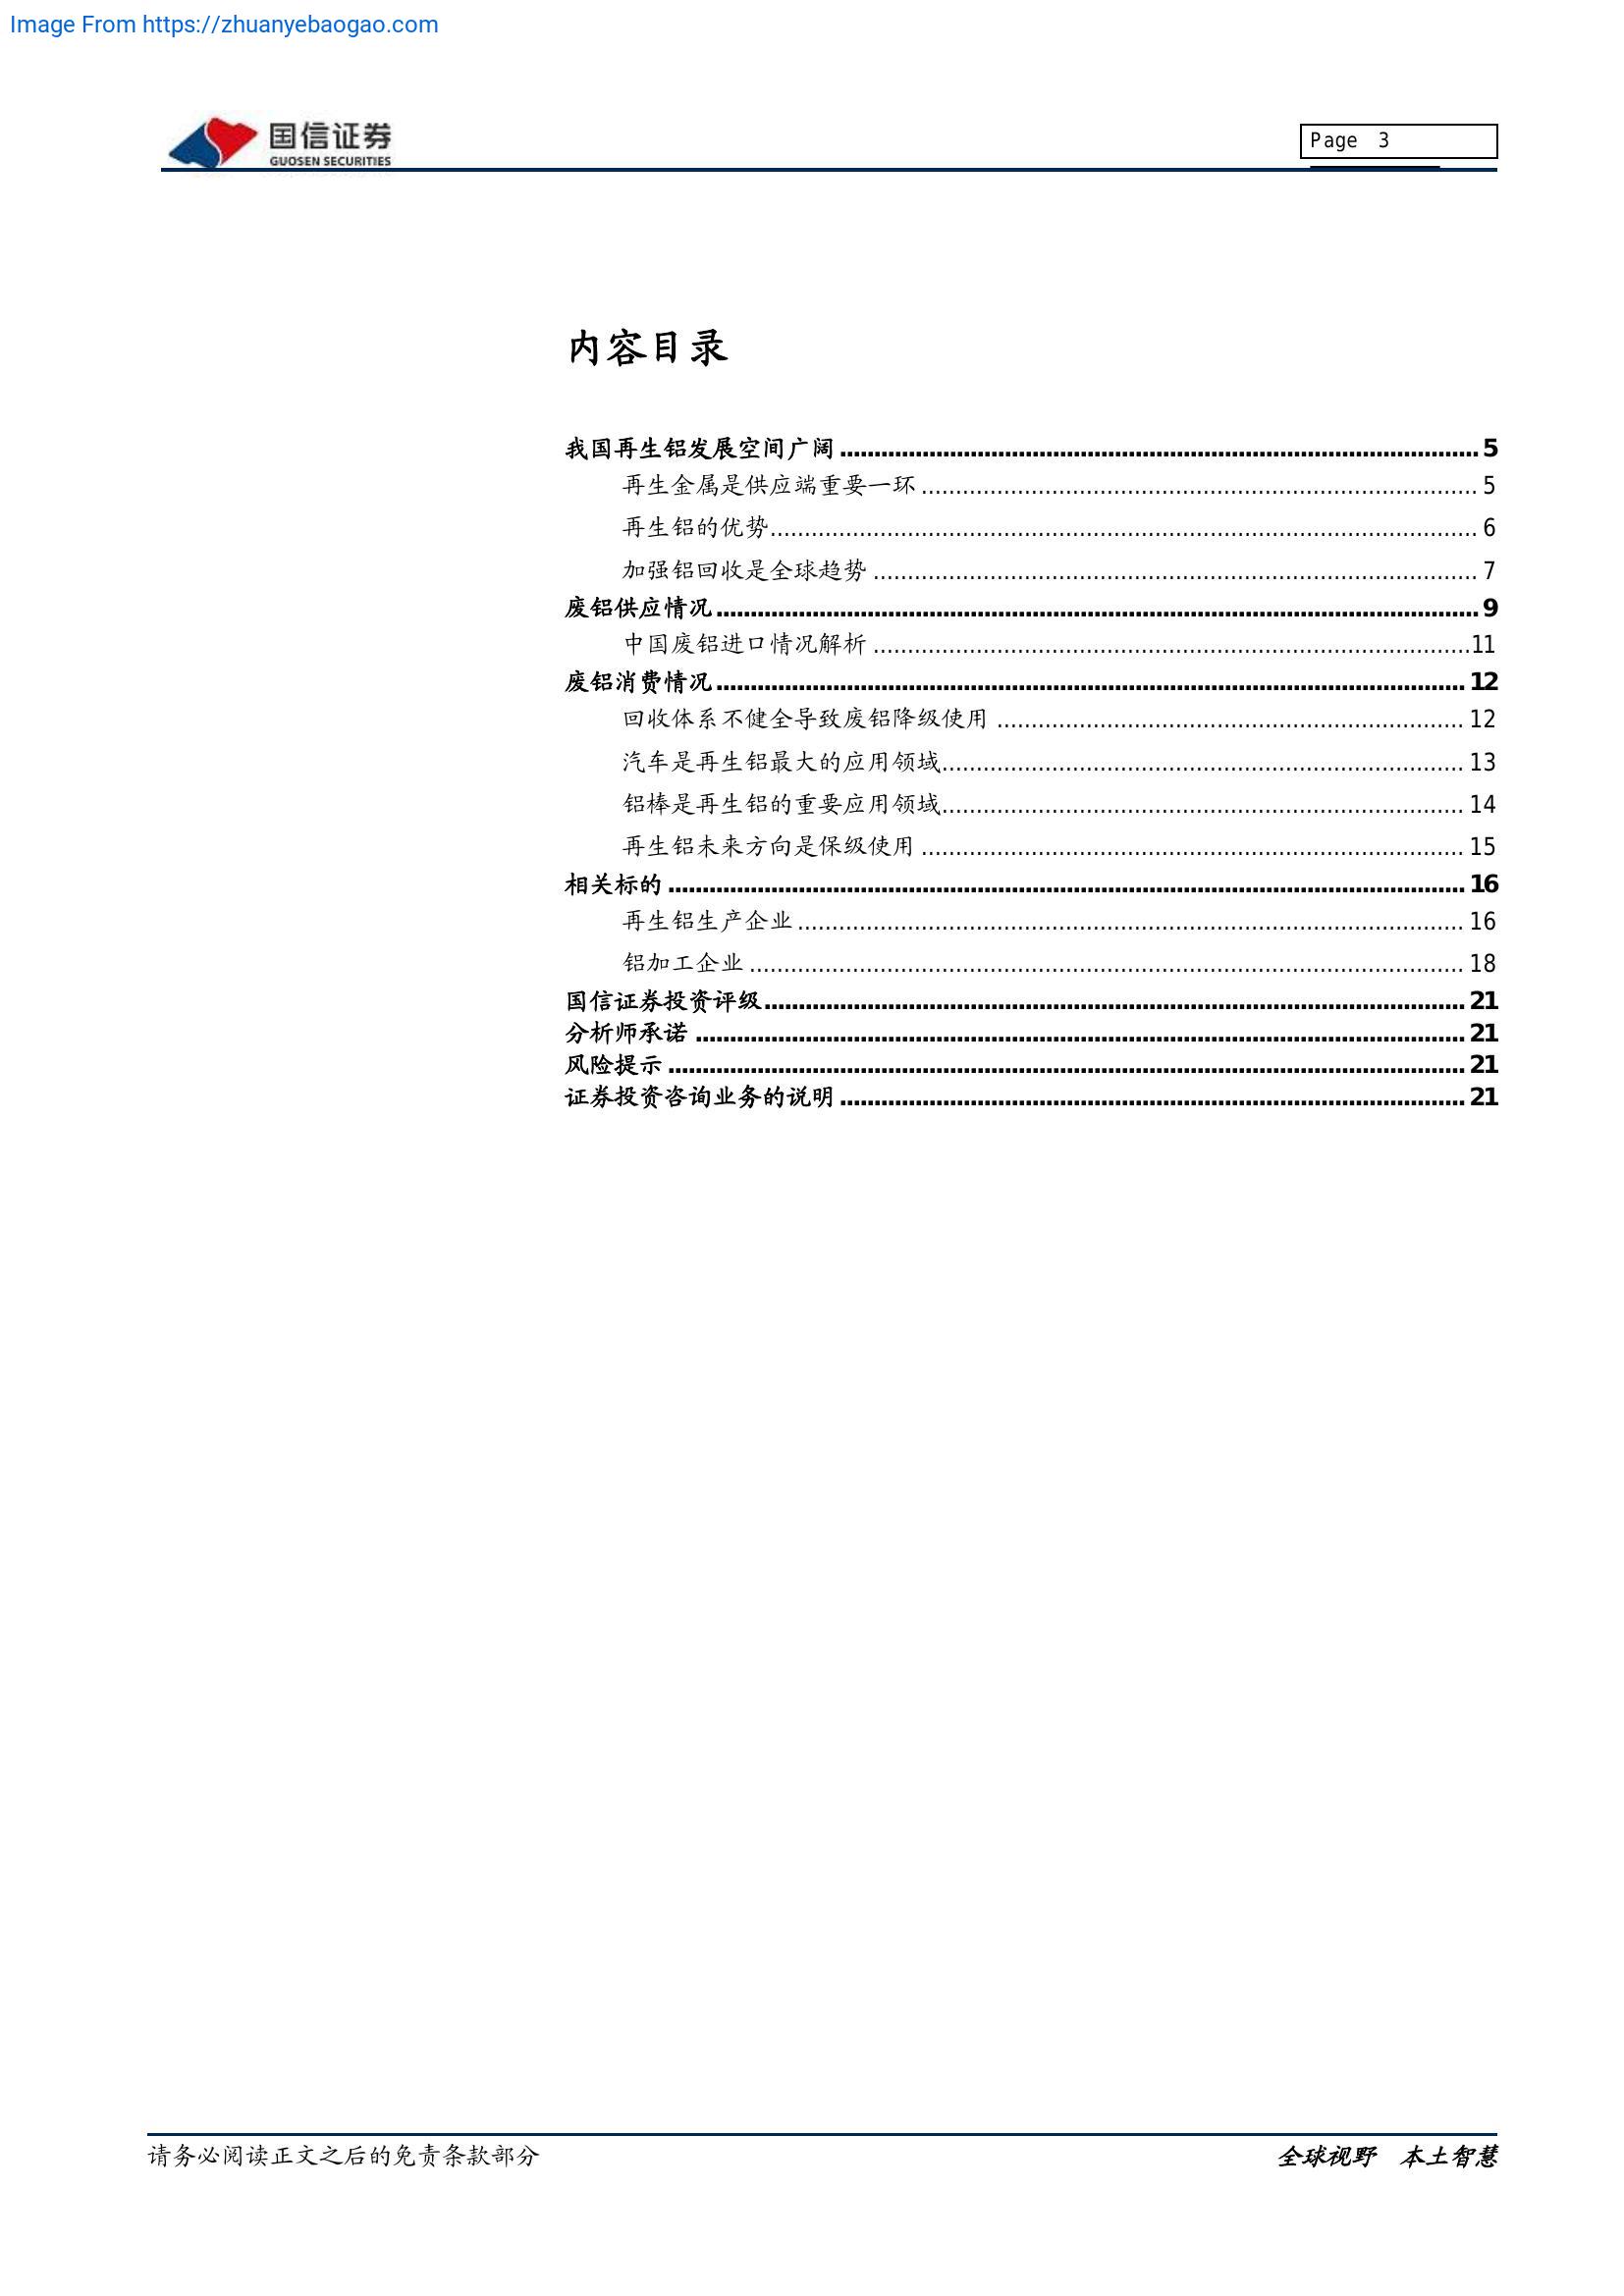 Image From https://zhuanyebaogao.com
国信证券
GUOSEN SECURITIES
Page 3
内容目录
我国再生铝发展空间广阔 ........ 5
再生金属是供应端重要一环 ........ 5
再生铝的优势 ........ 6
加强铝回收是全球趋势 ........ 7
废铝供应情况 ........ 9
中国废铝进口情况解析 ........ 11
废铝消费情况 ........ 12
回收体系不健全导致废铝降级使用 ........ 12
汽车是再生铝最大的应用领域 ........ 13
铝棒是再生铝的重要应用领域 ........ 14
再生铝未来方向是保级使用 ........ 15
相关标的 ........ 16
再生铝生产企业 ........ 16
铝加工企业 ........ 18
国信证券投资评级 ........ 21
分析师承诺 ........ 21
风险提示 ........ 21
证券投资咨询业务的说明 ........ 21
请务必阅读正文之后的免责条款部分
全球视野 本土智慧